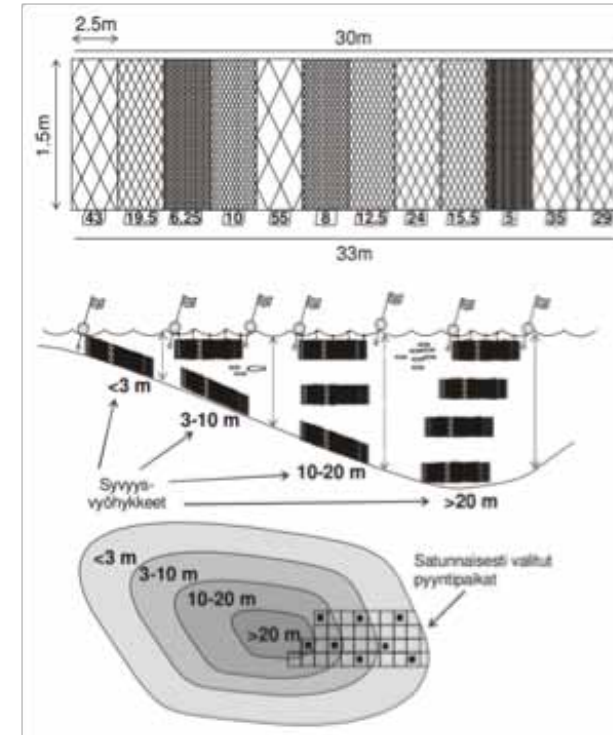 2.5m
30m
1.5m
43 19.5 6.25 10 55 8 12.5 24 15.5 5 35 29
33m
<3 m
3-10 m
10-20 m
>20 m
Syvyys-
vyöhykkeet
<3 m
3-10 m
10-20 m
>20 m
Satunnaisesti valitut
pyyntipaikat